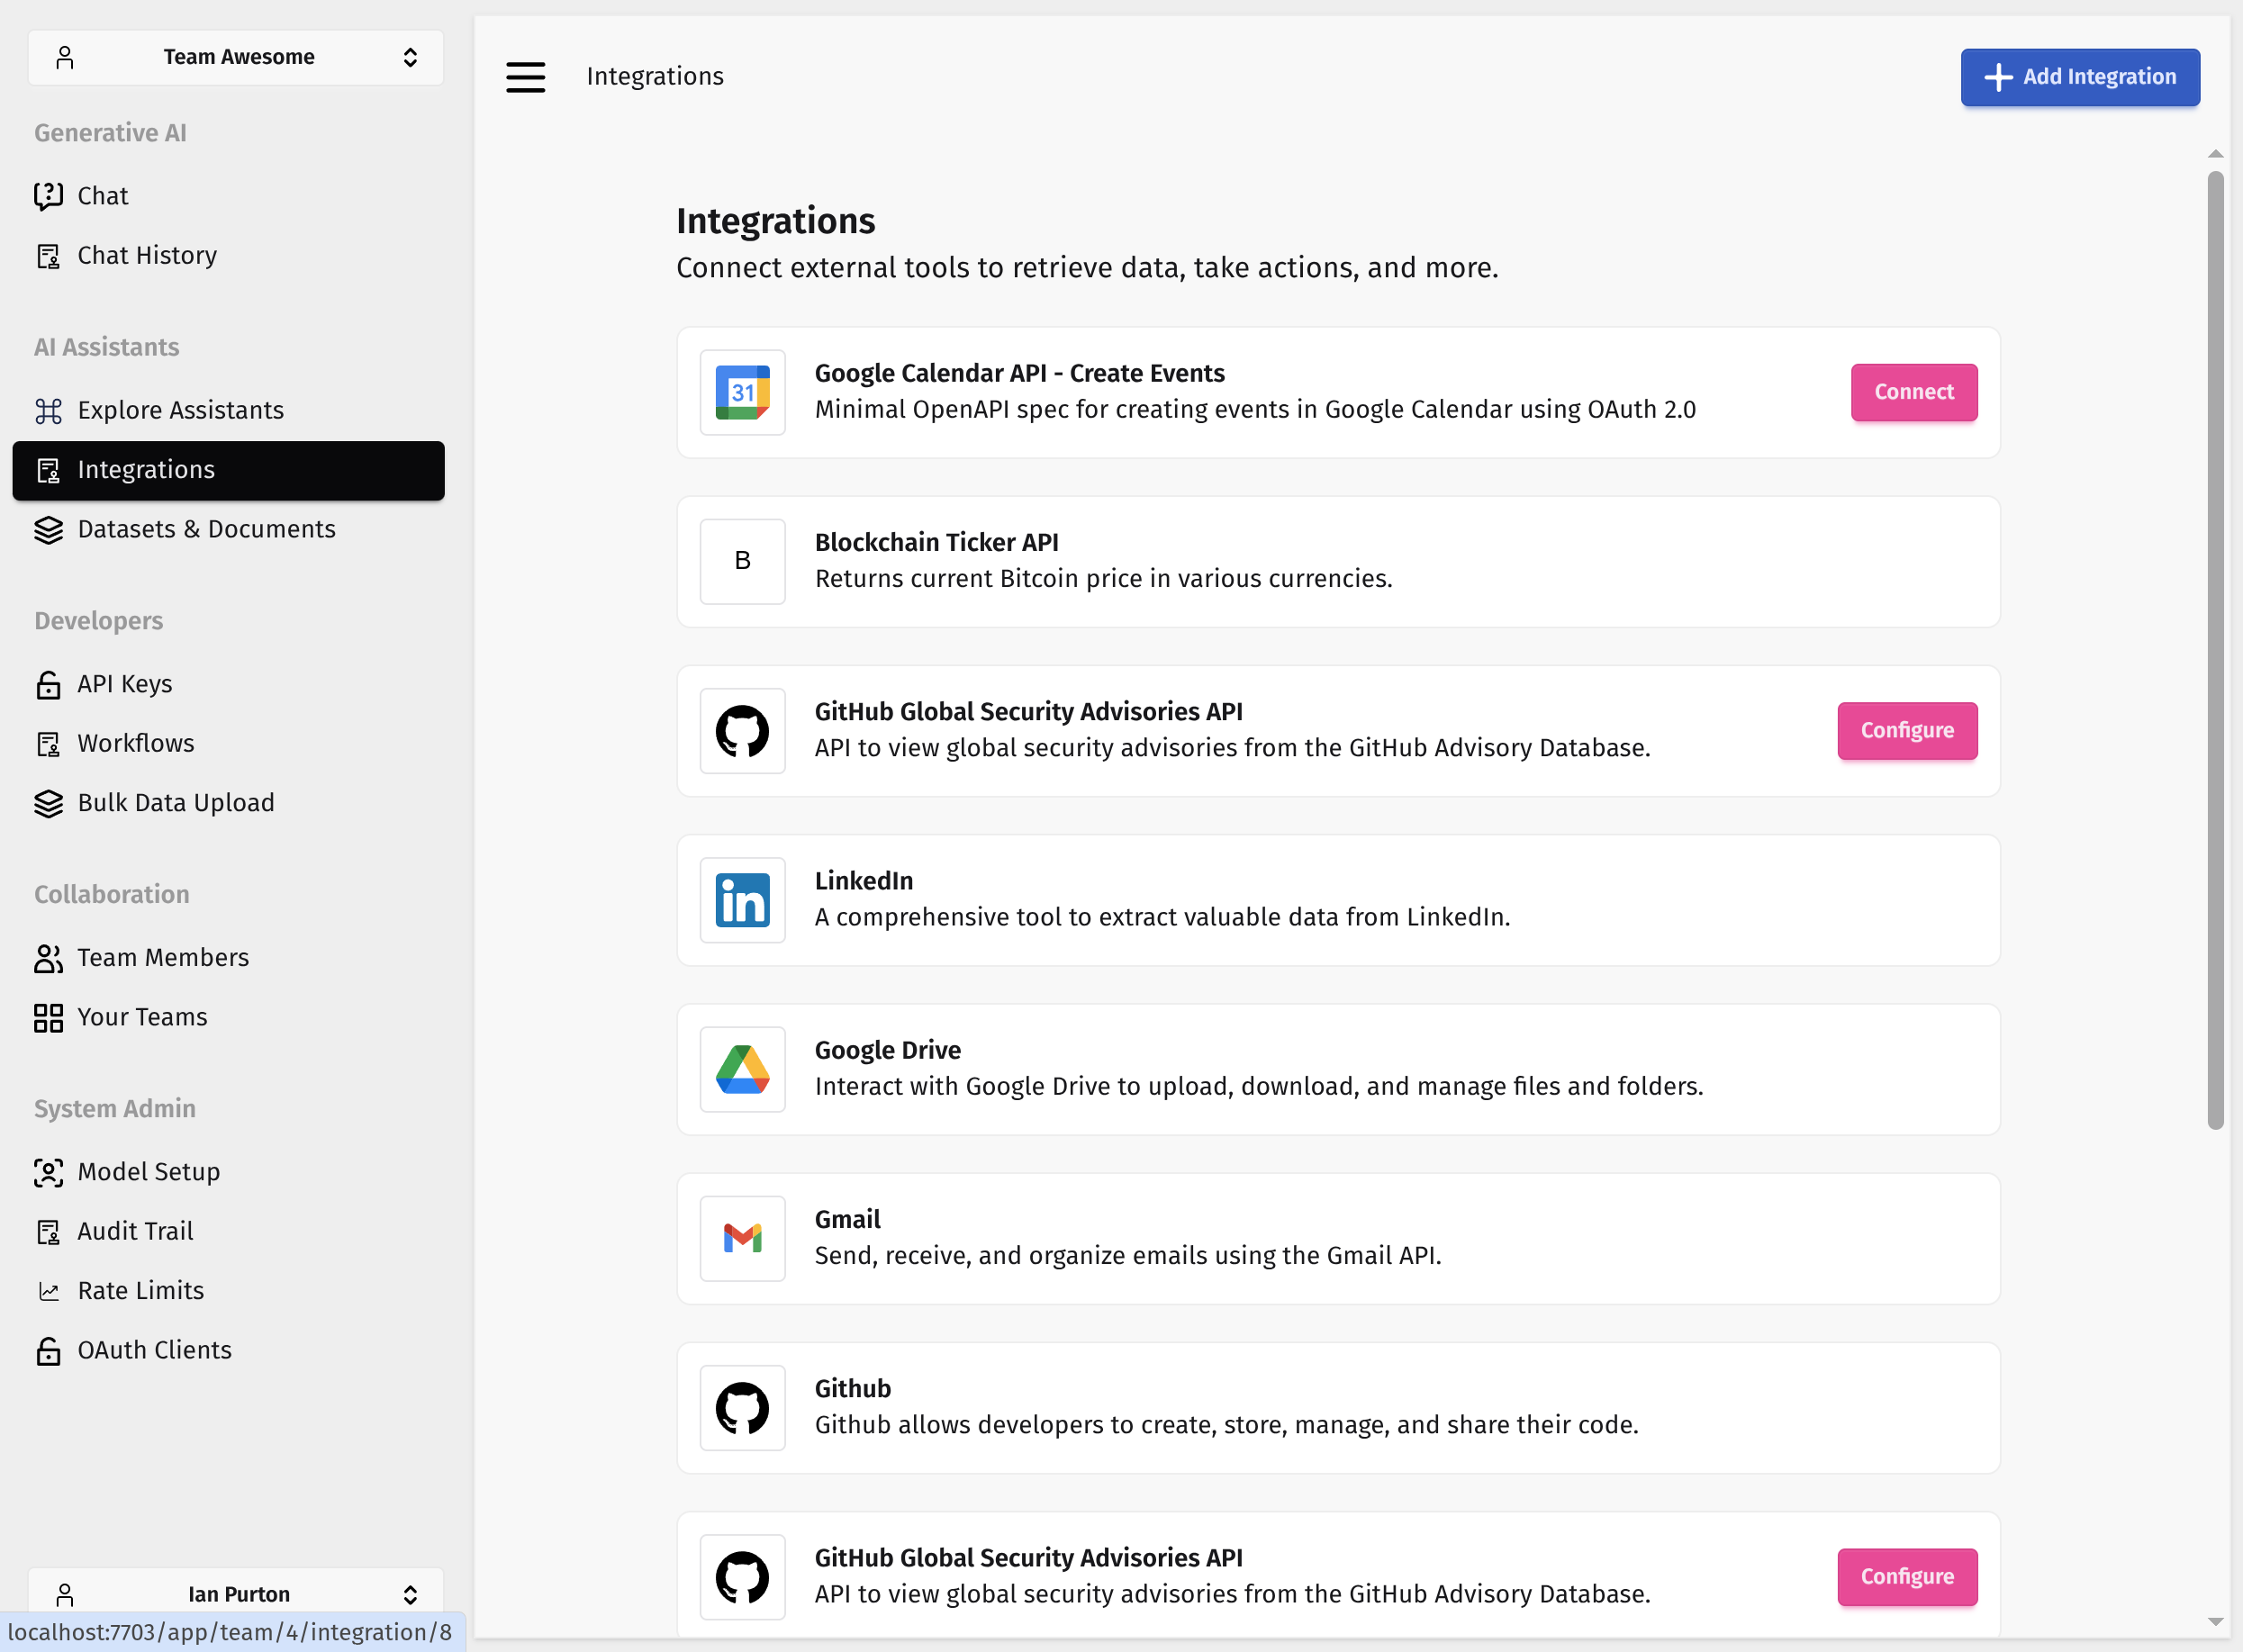 Team Awesome
Generative AI
Chat
Chat History
AI Assistants
Explore Assistants
Integrations
Datasets & Documents
Developers
API Keys
Workflows
Bulk Data Upload
Collaboration
Team Members
Your Teams
System Admin
Model Setup
Audit Trail
Rate Limits
OAuth Clients
Ian Purton
localhost:7703/app/team/4/integration/8
Integrations
Add Integration
Integrations
Connect external tools to retrieve data, take actions, and more.
31
Google Calendar API - Create Events
Minimal OpenAPI spec for creating events in Google Calendar using OAuth 2.0
Connect
B
Blockchain Ticker API
Returns current Bitcoin price in various currencies.
GitHub Global Security Advisories API
API to view global security advisories from the GitHub Advisory Database.
Configure
in
LinkedIn
A comprehensive tool to extract valuable data from LinkedIn.
Google Drive
Interact with Google Drive to upload, download, and manage files and folders.
Gmail
Send, receive, and organize emails using the Gmail API.
Github
Github allows developers to create, store, manage, and share their code.
GitHub Global Security Advisories API
API to view global security advisories from the GitHub Advisory Database.
Configure